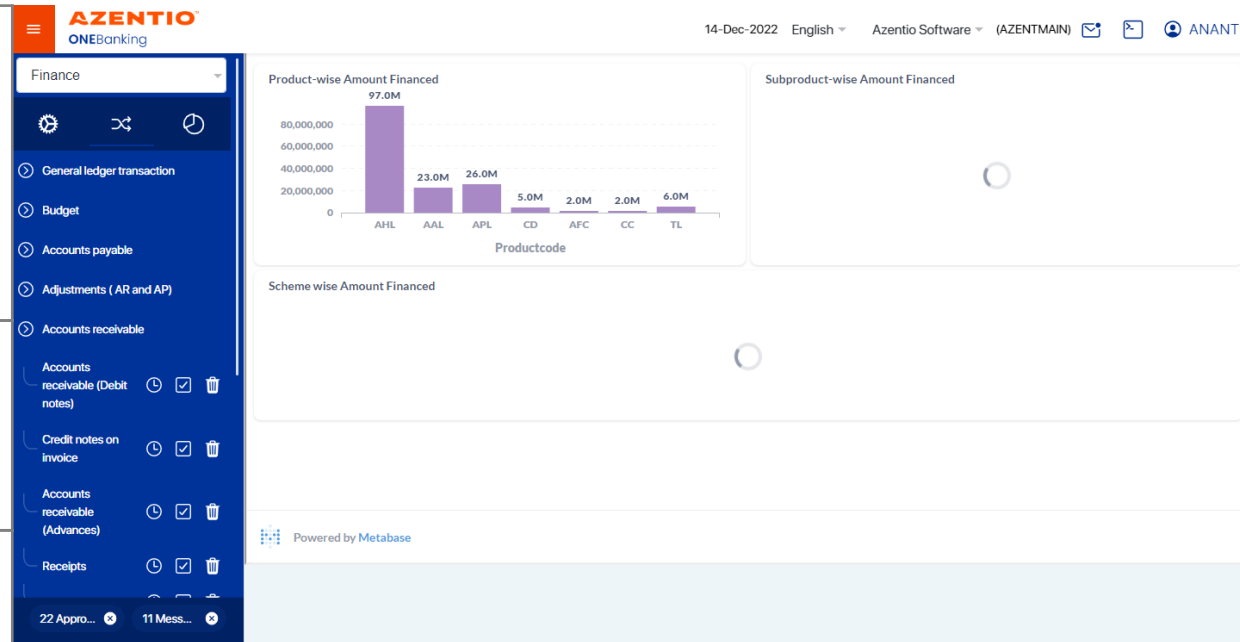 AZENTIO
ONEBanking
14-Dec-2022 English Azentio Software (AZENTMAIN) ANANT
Finance
General ledger transaction
Budget
Accounts payable
Adjustments ( AR and AP)
Accounts receivable
Accounts
receivable (Debit
notes)
Credit notes on
invoice
Accounts
receivable
(Advances)
Receipts
22 Appro...
11 Mess...
Product-wise Amount Financed
97.0M
80,000,000
60,000,000
40,000,000
20,000,000
0
23.0M
26.0M
5.0M
2.0M
2.0M
6.0M
AHL AAL APL CD AFC CC TL
Productcode
Subproduct-wise Amount Financed
Scheme wise Amount Financed
Powered by Metabase